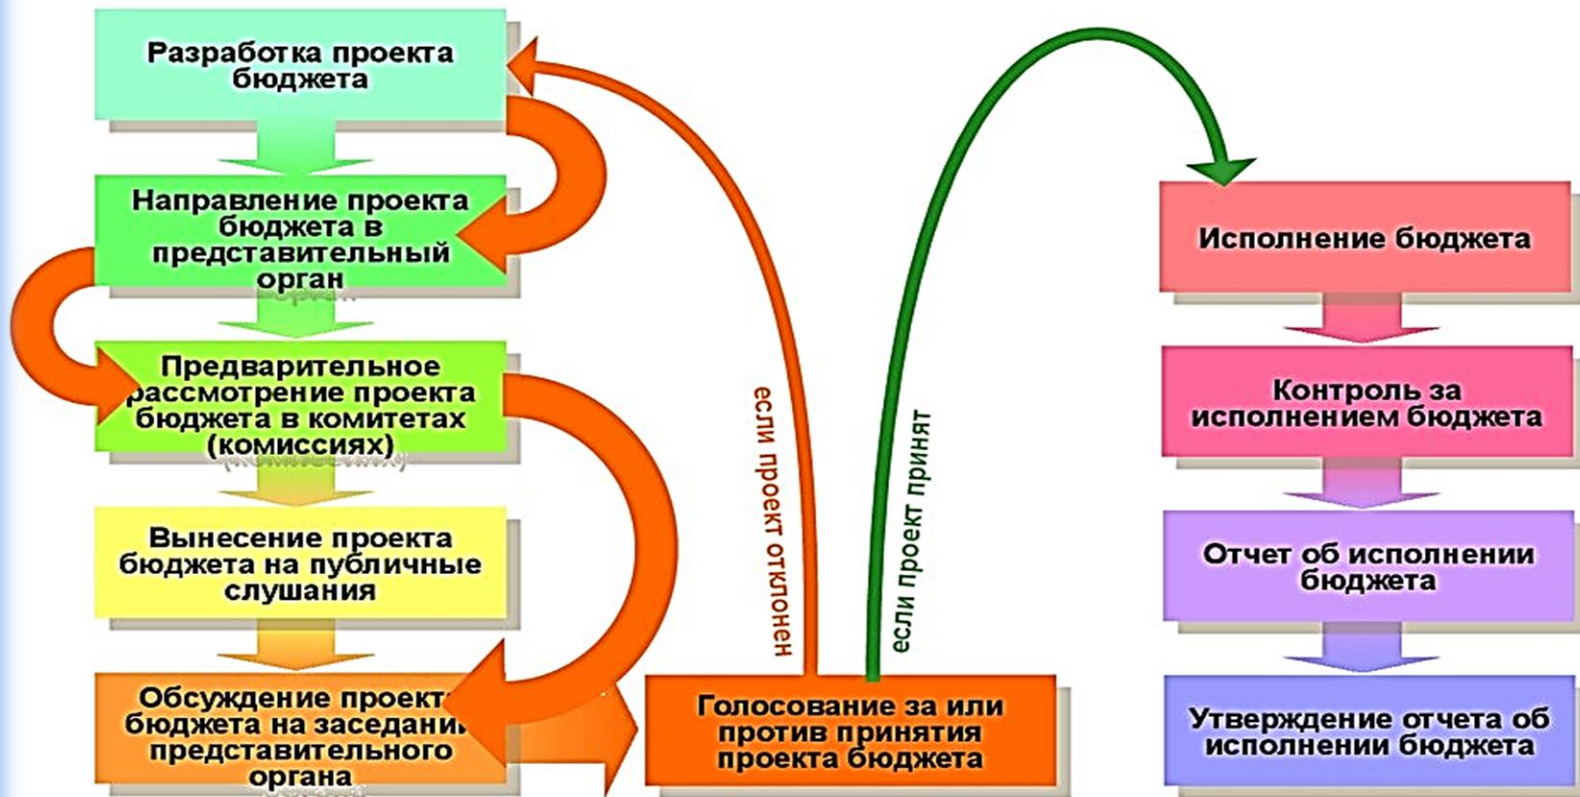 Разработка проекта
бюджета
Направление проекта
бюджета в
представительный
орган
Предварительное
рассмотрение проекта
бюджета в комитетах
(комиссиях)
Вынесение проекта
бюджета на публичные
слушания
Обсуждение проекта
бюджета на заседании
представительного
органа
если проект отклонен
Голосование за или
против принятия
проекта бюджета
если проект принят
Исполнение бюджета
Контроль за
исполнением бюджета
Отчет об исполнении
бюджета
Утверждение отчета об
исполнении бюджета